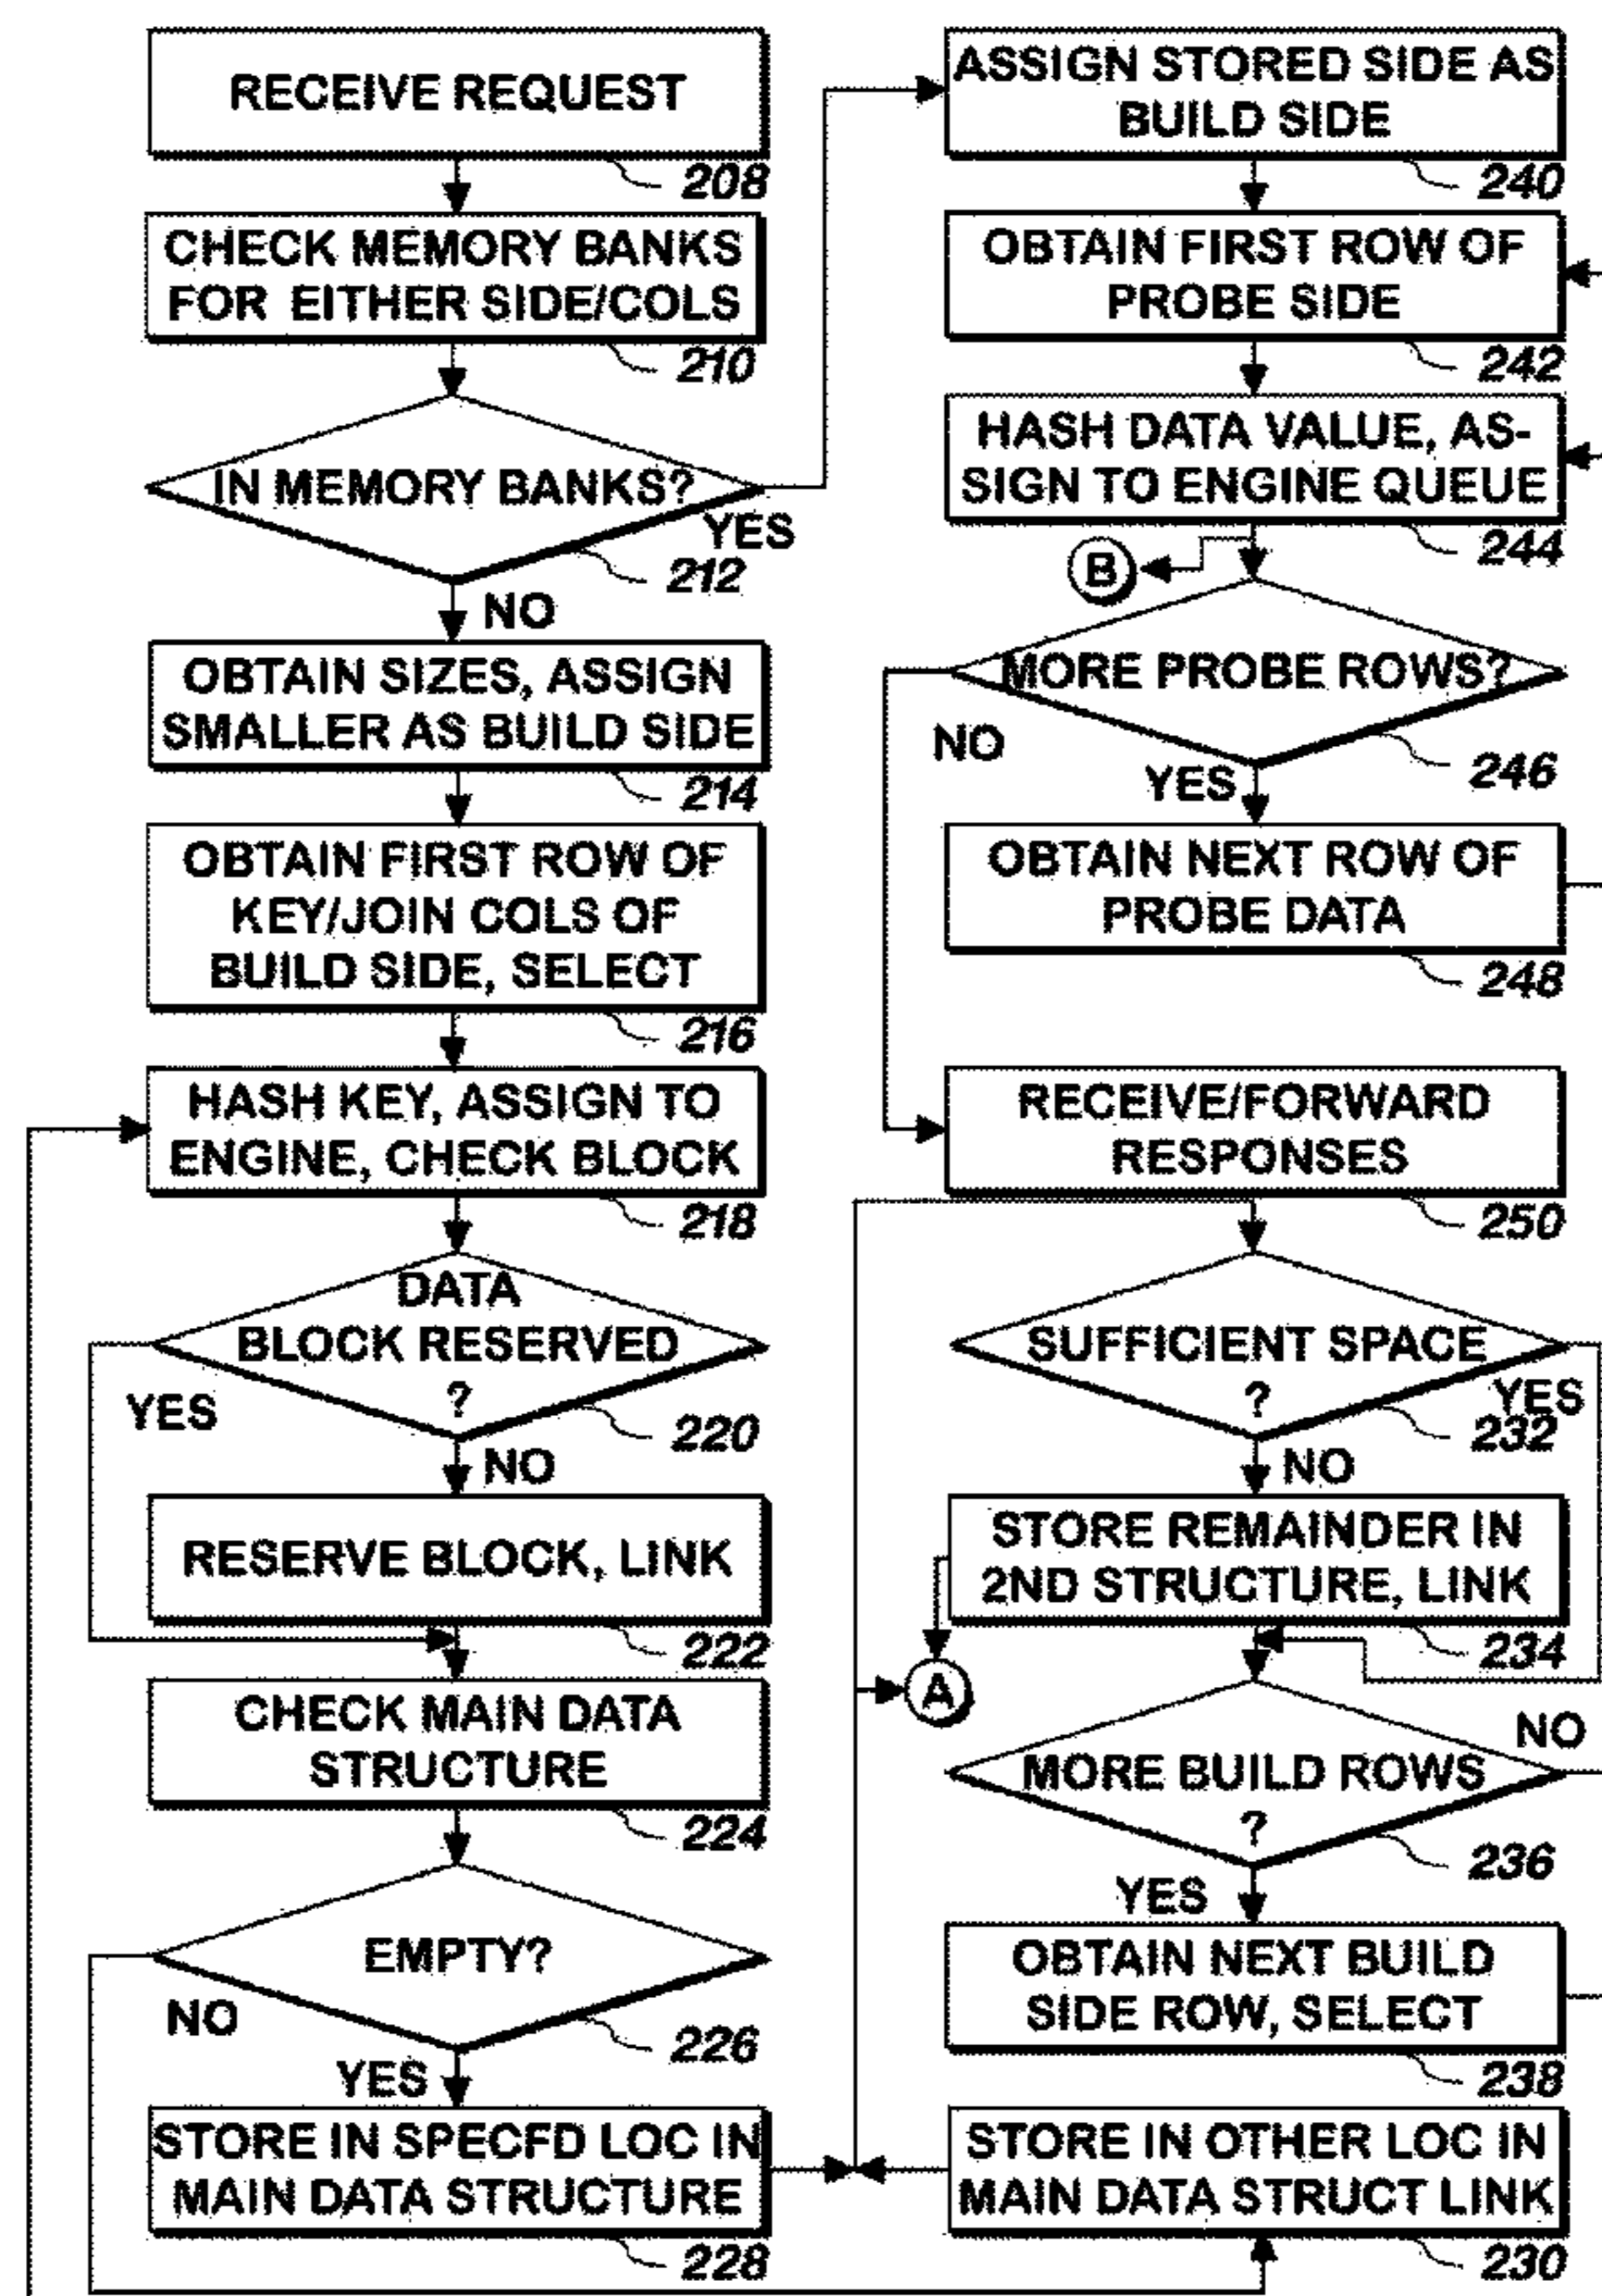 RECEIVE REQUEST
208
CHECK MEMORY BANKS
FOR EITHER SIDE/COLS
210
IN MEMORY BANKS?
YES
212
NO
OBTAIN SIZES, ASSIGN
SMALLER AS BUILD SIDE
214
OBTAIN FIRST ROW OF
KEY/JOIN COLS OF
BUILD SIDE, SELECT
216
HASH KEY, ASSIGN TO
ENGINE, CHECK BLOCK
218
DATA
BLOCK RESERVED
?
YES
220
NO
RESERVE BLOCK, LINK
222
CHECK MAIN DATA
STRUCTURE
224
EMPTY?
NO
226
YES
STORE IN SPECFD LOC IN
MAIN DATA STRUCTURE
228
ASSIGN STORED SIDE AS
BUILD SIDE
240
OBTAIN FIRST ROW OF
PROBE SIDE
242
HASH DATA VALUE, AS-
SIGN TO ENGINE QUEUE
244
B
MORE PROBE ROWS?
NO
246
YES
OBTAIN NEXT ROW OF
PROBE DATA
248
RECEIVE/FORWARD
RESPONSES
250
SUFFICIENT SPACE
?
YES
232
NO
STORE REMAINDER IN
2ND STRUCTURE, LINK
234
A
NO
MORE BUILD ROWS
?
236
YES
OBTAIN NEXT BUILD
SIDE ROW, SELECT
238
STORE IN OTHER LOC IN
MAIN DATA STRUCT LINK
230